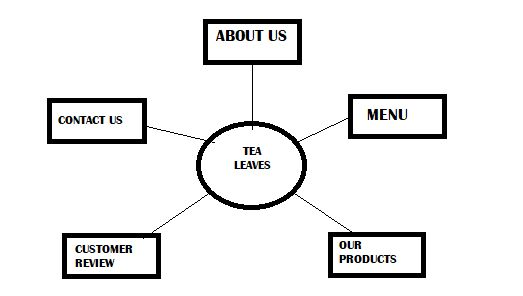 ABOUT US
CONTACT US
MENU
TEA
LEAVES
CUSTOMER
REVIEW
OUR
PRODUCTS